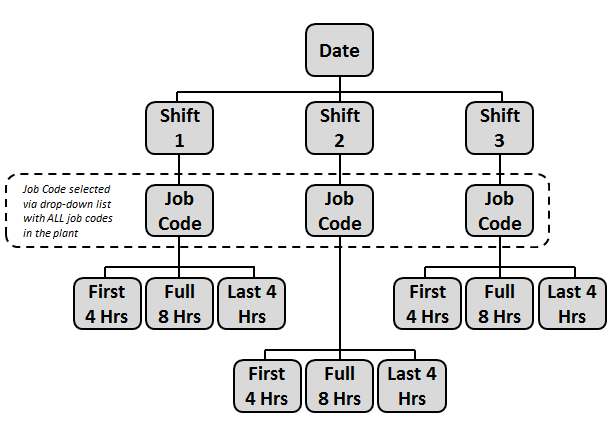 Date
Shift
1
Shift
2
Shift
3
Job Code selected
via drop-down list
with ALL job codes
in the plant
Job
Code
Job
Code
Job
Code
First
4 Hrs
Full
8 Hrs
Last 4
Hrs
First
4 Hrs
Full
8 Hrs
Last 4
Hrs
First
4 Hrs
Full
8 Hrs
Last 4
Hrs